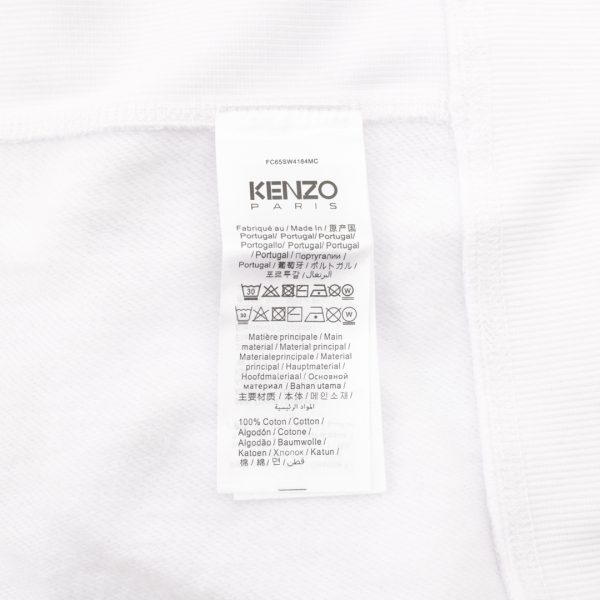 FC65SW4184MC
KENZO
PARIS
Fabriqué au / Made In / 原产国
Portugal/ Portugal/ Portugal/
Portogallo/ Portugal/ Portugal
/ Portugal / Португалии /
Portugal / 葡萄牙 / ポルトガル /
포르투갈 / البرتغال
30 W
30 W
Matière principale / Main
material / Material principal /
Materialeprincipale / Material
principal / Hauptmaterial /
Hoofdmateriaal / Основной
материал / Bahan utama /
主要材质 / 本体 / 메인소재 /
المواد الرئيسية
100% Coton / Cotton /
Algodón / Cotone /
Algodão / Baumwolle /
Katoen / Хлопок / Katun /
棉 / 綿 / 면 / قطن